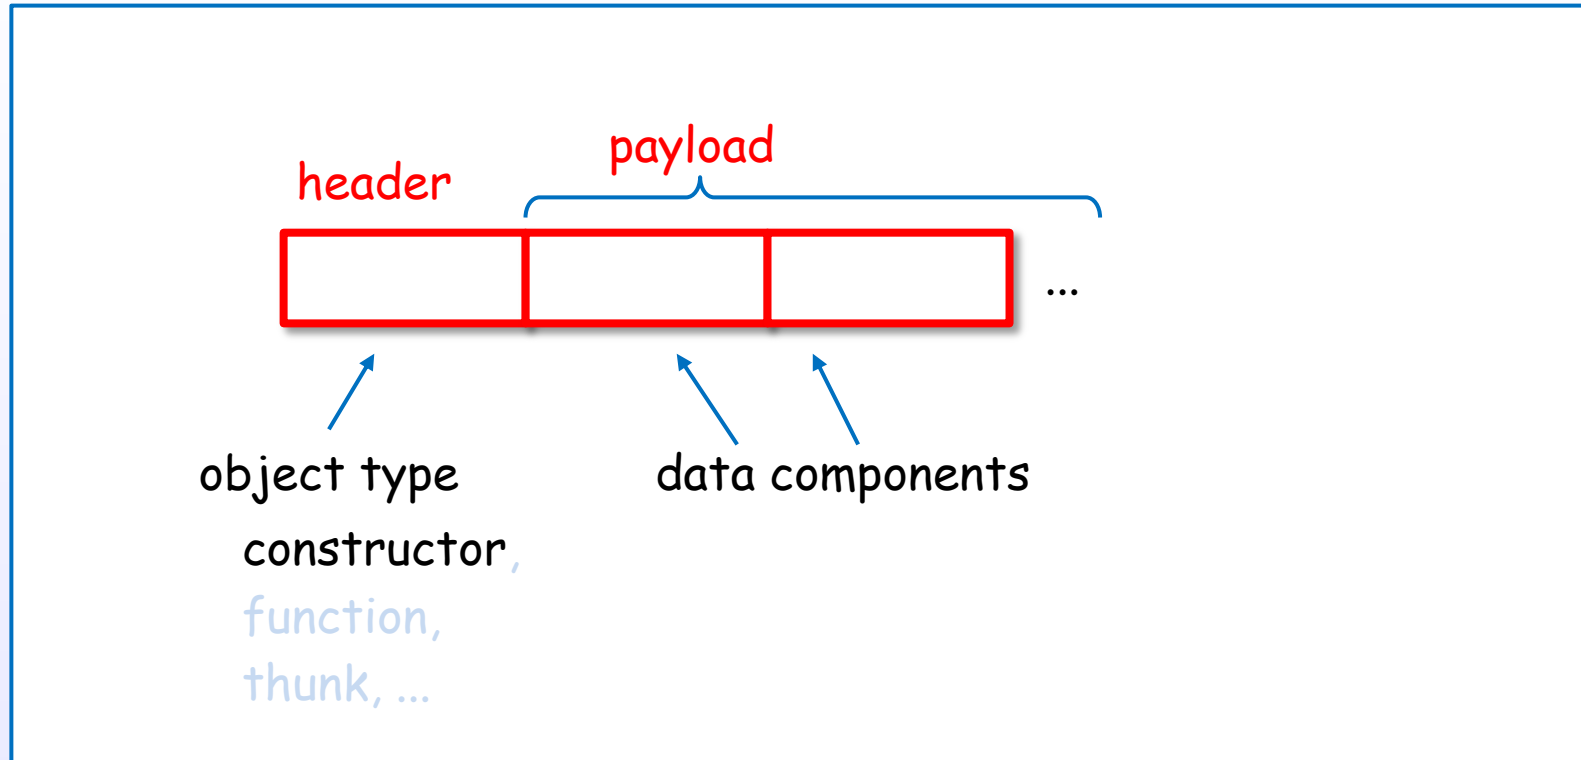 payload
header
...
object type
data components
constructor,
function,
thunk, ...